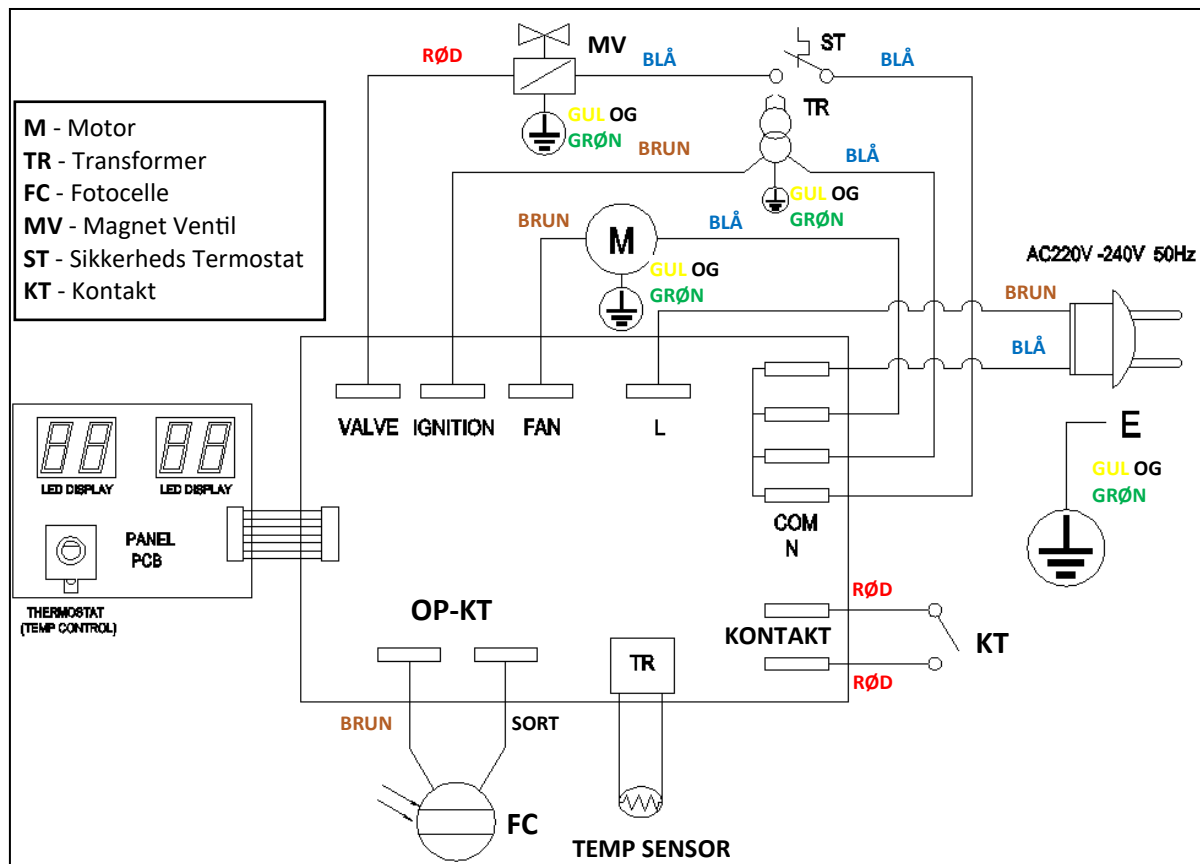 MV
ST
RØD
BLÅ
BLÅ
M - Motor
TR - Transformer
FC - Fotocelle
MV - Magnet Ventil
ST - Sikkerheds Termostat
KT - Kontakt
GUL OG
GRØN
TR
BRUN
BLÅ
GUL OG
GRØN
BRUN
M
BLÅ
GUL OG
GRØN
AC220V -240V 50Hz
BRUN
BLÅ
VALVE
IGNITION
FAN
L
E
GUL OG
GRØN
88
88
LED DISPLAY
LED DISPLAY
COM
N
PANEL
PCB
THERMOSTAT
(TEMP CONTROL)
OP-KT
RØD
KONTAKT
KT
RØD
TR
BRUN
SORT
FC
TEMP SENSOR